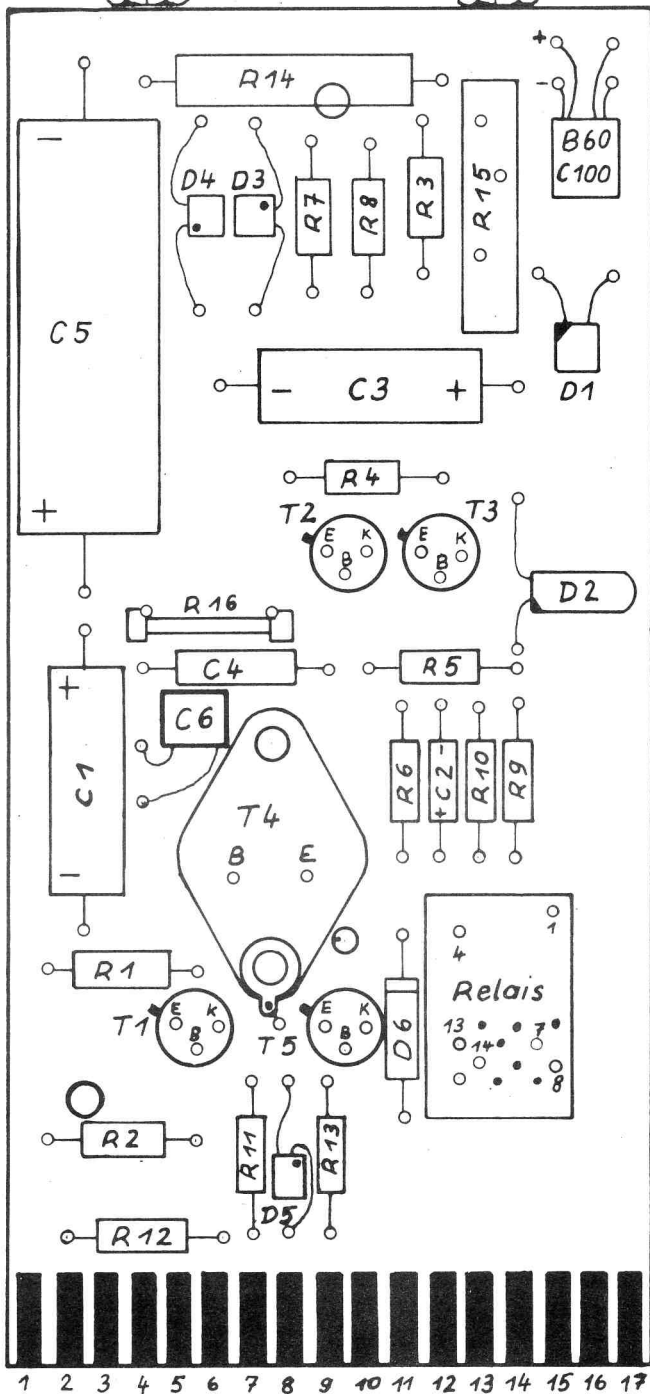 R14
+
-
B60
C100
-
D4 D3
R7
R8
R3
R15
C5
D1
- C3 +
R4
+
T2
T3
E K
B
E K
B
D2
R16
C4
R5
+
C1
-
C6
R6
+C2-
R10
R9
T4
B E
1
4
Relais
13 7
14
8
R1
T1
E K
B
T5
E K
B
D6
R2
R11
D5
R13
R12
1 2 3 4 5 6 7 8 9 10 11 12 13 14 15 16 17